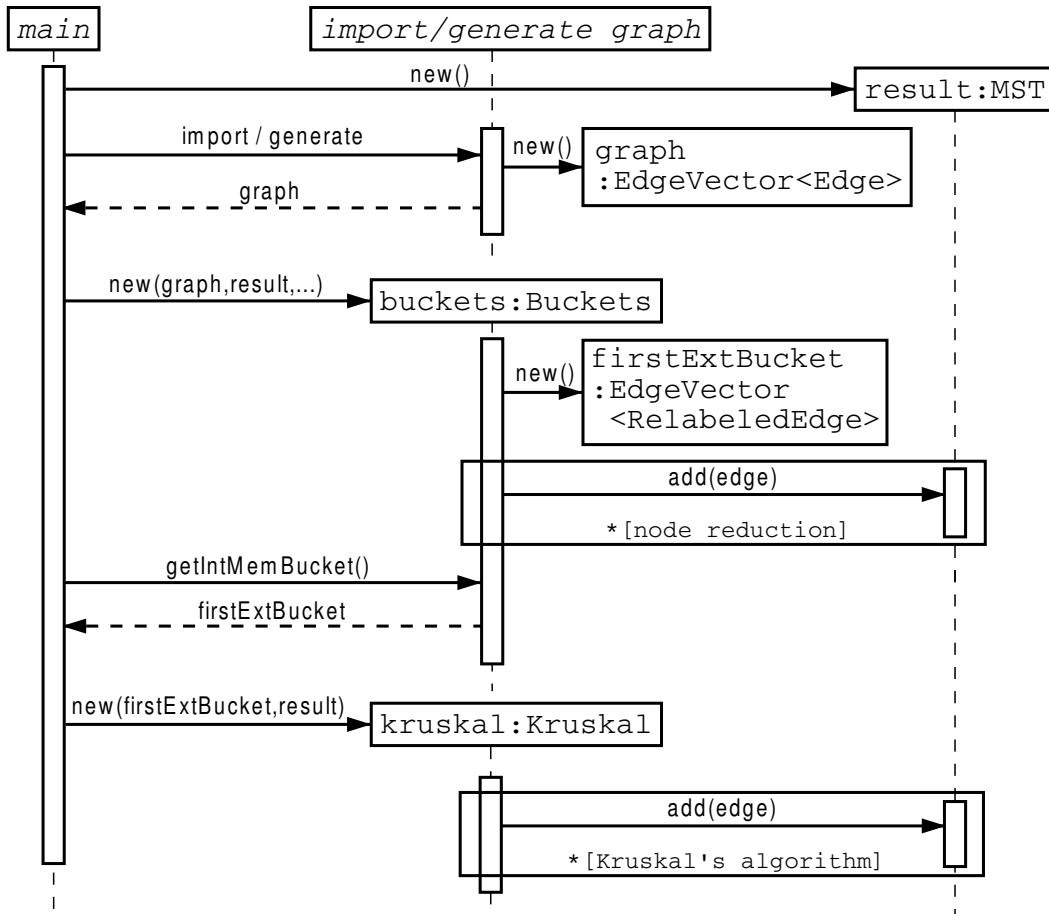 main
import/generate graph
new()
result:MST
import / generate
new()
graph
:EdgeVector<Edge>
graph
new(graph,result,...)
buckets:Buckets
new()
firstExtBucket
:EdgeVector
<RelabeledEdge>
add(edge)
*[node reduction]
getIntMemBucket()
firstExtBucket
new(firstExtBucket,result)
kruskal:Kruskal
add(edge)
*[Kruskal's algorithm]